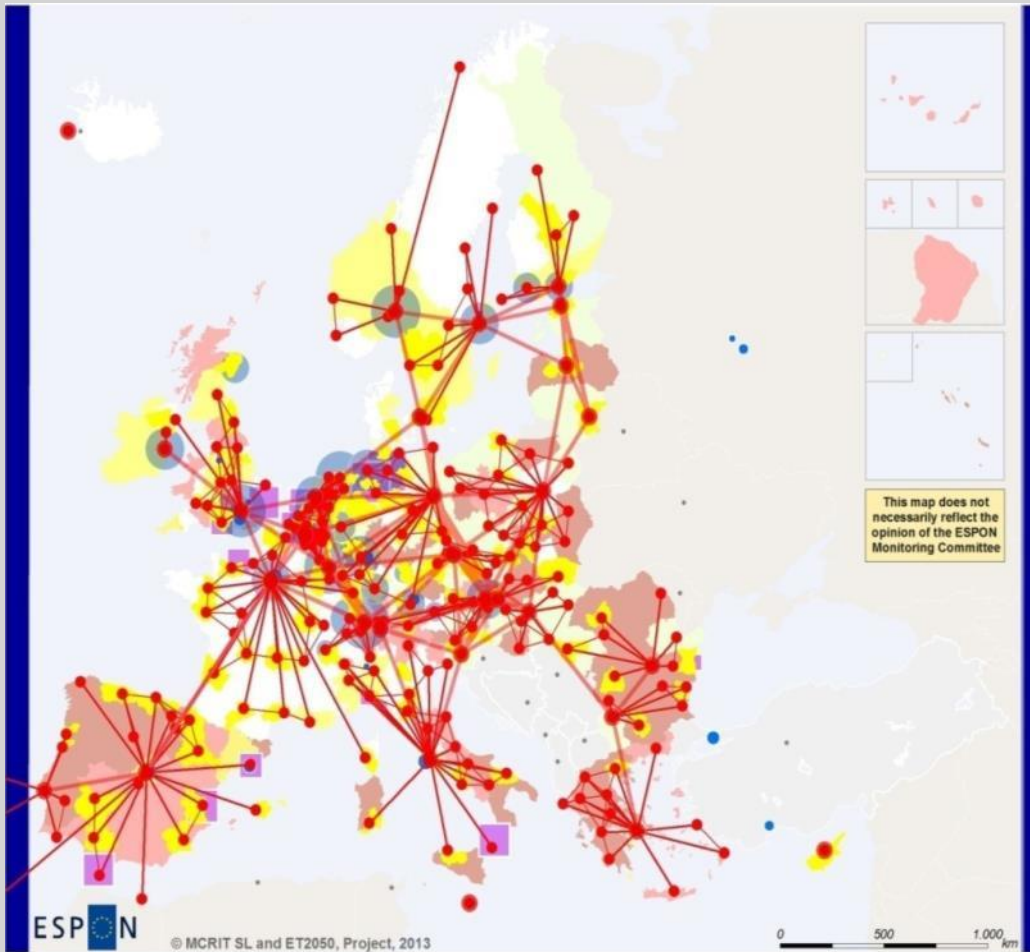 This map does not
necessarily reflect the
opinion of the ESPON
Monitoring Committee
ESPON
© MCRIT SL and ET2050, Project, 2013
0 500 1.000
km